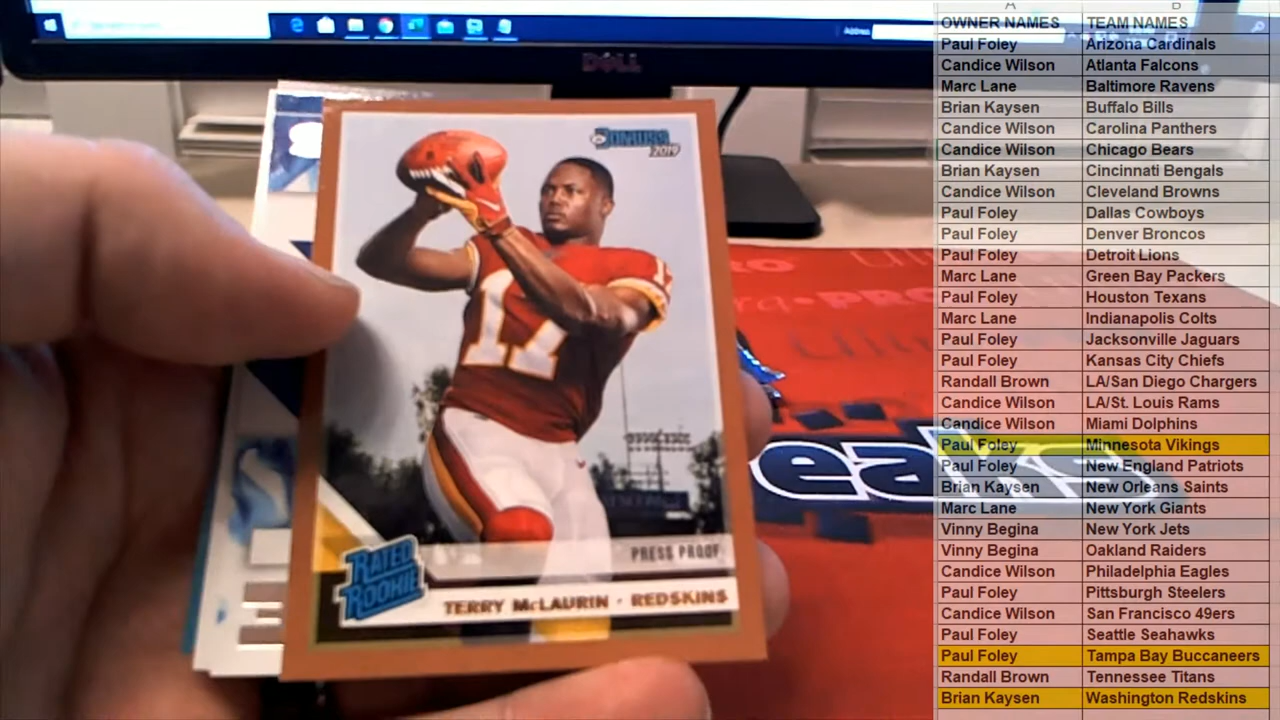 DELL
DONRUSS
2019
17
17
PRESS PROOF
RATED
ROOKIE
TERRY McLAURIN · REDSKINS
eaks
OWNER NAMES TEAM NAMES
Paul Foley Arizona Cardinals
Candice Wilson Atlanta Falcons
Marc Lane Baltimore Ravens
Brian Kaysen Buffalo Bills
Candice Wilson Carolina Panthers
Candice Wilson Chicago Bears
Brian Kaysen Cincinnati Bengals
Candice Wilson Cleveland Browns
Paul Foley Dallas Cowboys
Paul Foley Denver Broncos
Paul Foley Detroit Lions
Marc Lane Green Bay Packers
Paul Foley Houston Texans
Marc Lane Indianapolis Colts
Paul Foley Jacksonville Jaguars
Paul Foley Kansas City Chiefs
Randall Brown LA/San Diego Chargers
Candice Wilson LA/St. Louis Rams
Candice Wilson Miami Dolphins
Paul Foley Minnesota Vikings
Paul Foley New England Patriots
Brian Kaysen New Orleans Saints
Marc Lane New York Giants
Vinny Begina New York Jets
Vinny Begina Oakland Raiders
Candice Wilson Philadelphia Eagles
Paul Foley Pittsburgh Steelers
Candice Wilson San Francisco 49ers
Paul Foley Seattle Seahawks
Paul Foley Tampa Bay Buccaneers
Randall Brown Tennessee Titans
Brian Kaysen Washington Redskins